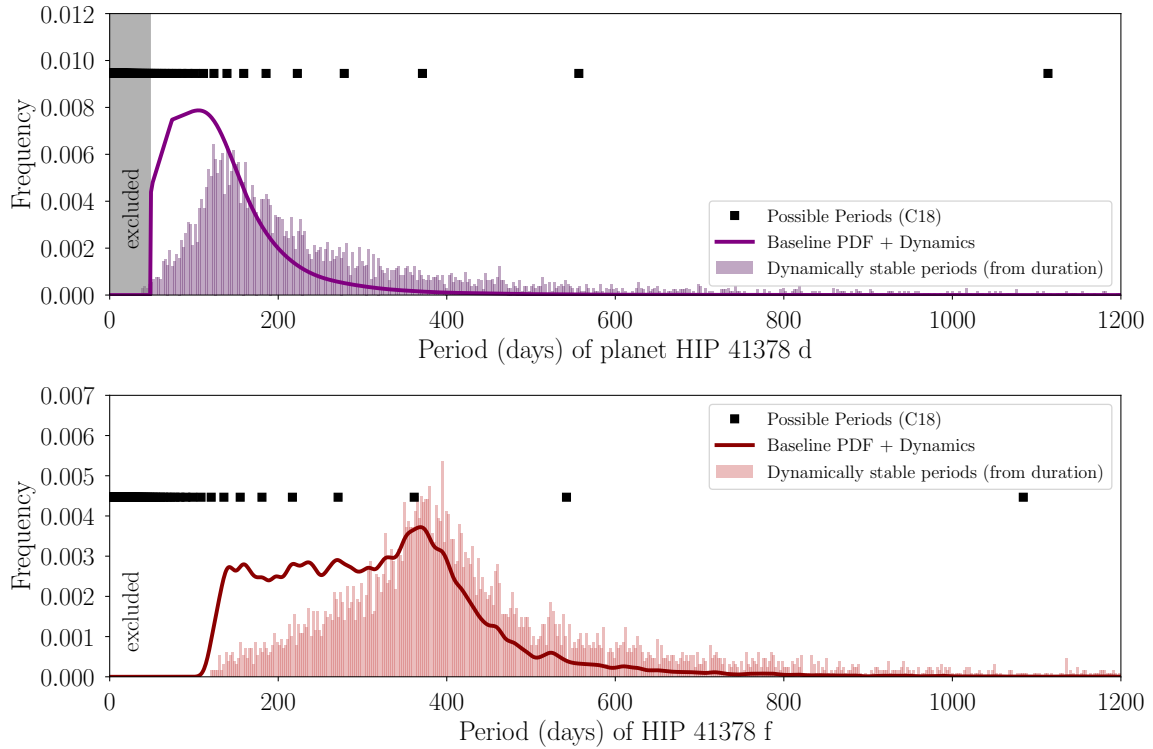 0.012
0.010
0.008
0.006
0.004
0.002
0.000
Frequency
excluded
Possible Periods (C18)
Baseline PDF + Dynamics
Dynamically stable periods (from duration)
0 200 400 600 800 1000 1200
Period (days) of planet HIP 41378 d
0.007
0.006
0.005
0.004
0.003
0.002
0.001
0.000
Frequency
excluded
Possible Periods (C18)
Baseline PDF + Dynamics
Dynamically stable periods (from duration)
0 200 400 600 800 1000 1200
Period (days) of HIP 41378 f